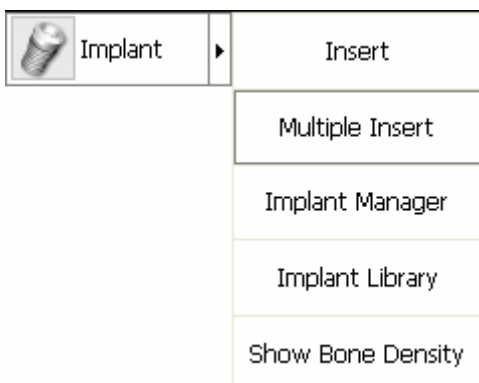 Implant
Insert
Multiple Insert
Implant Manager
Implant Library
Show Bone Density